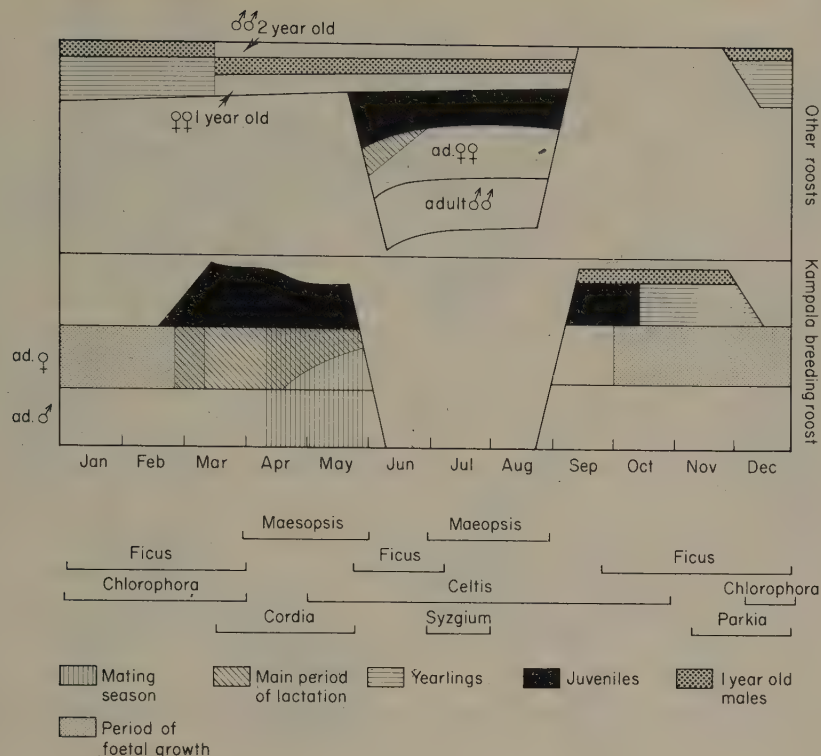 ♂♂ 2 year old
♀♀ 1 year old
ad. ♀♀
adult ♂♂
Other roosts
Kampala breeding roost
ad. ♀
ad. ♂
Jan Feb Mar Apr May Jun Jul Aug Sep Oct Nov Dec
Maesopsis Maeopsis
Ficus Ficus Ficus
Chlorophora Celtis Chlorophora
Cordia Syzgium Parkia
Mating season
Main period of lactation
Yearlings
Juveniles
1 year old males
Period of foetal growth